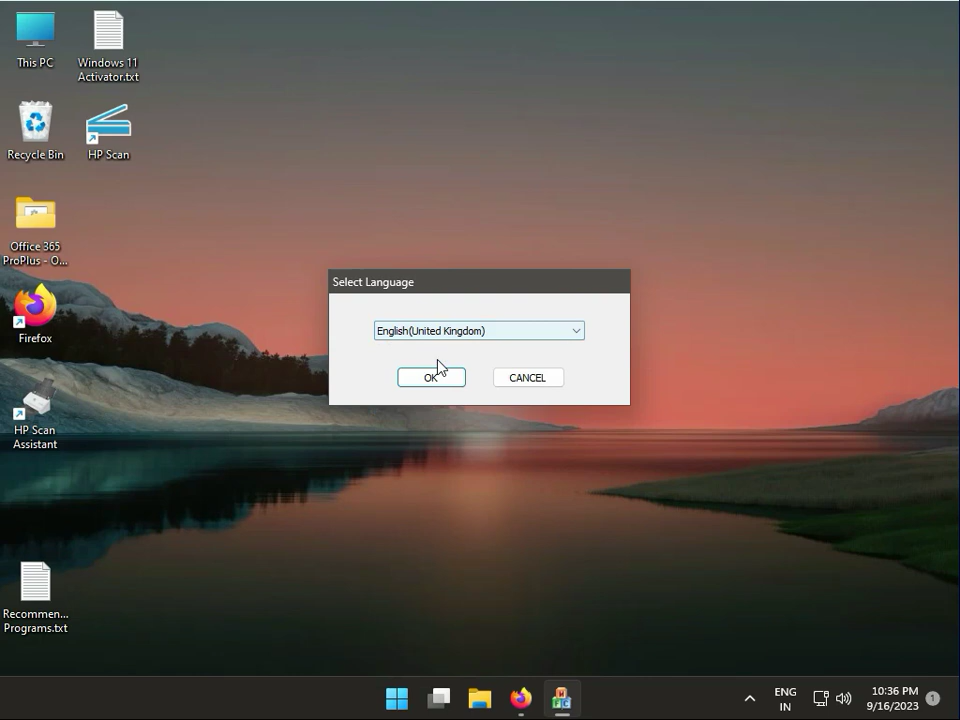 This PC
Windows 11
Activator.txt
Recycle Bin
HP Scan
Office 365
ProPlus - O...
Firefox
HP Scan
Assistant
Recommen...
Programs.txt
Select Language
English(United Kingdom)
OK
CANCEL
ENG
IN
10:36 PM
9/16/2023
1